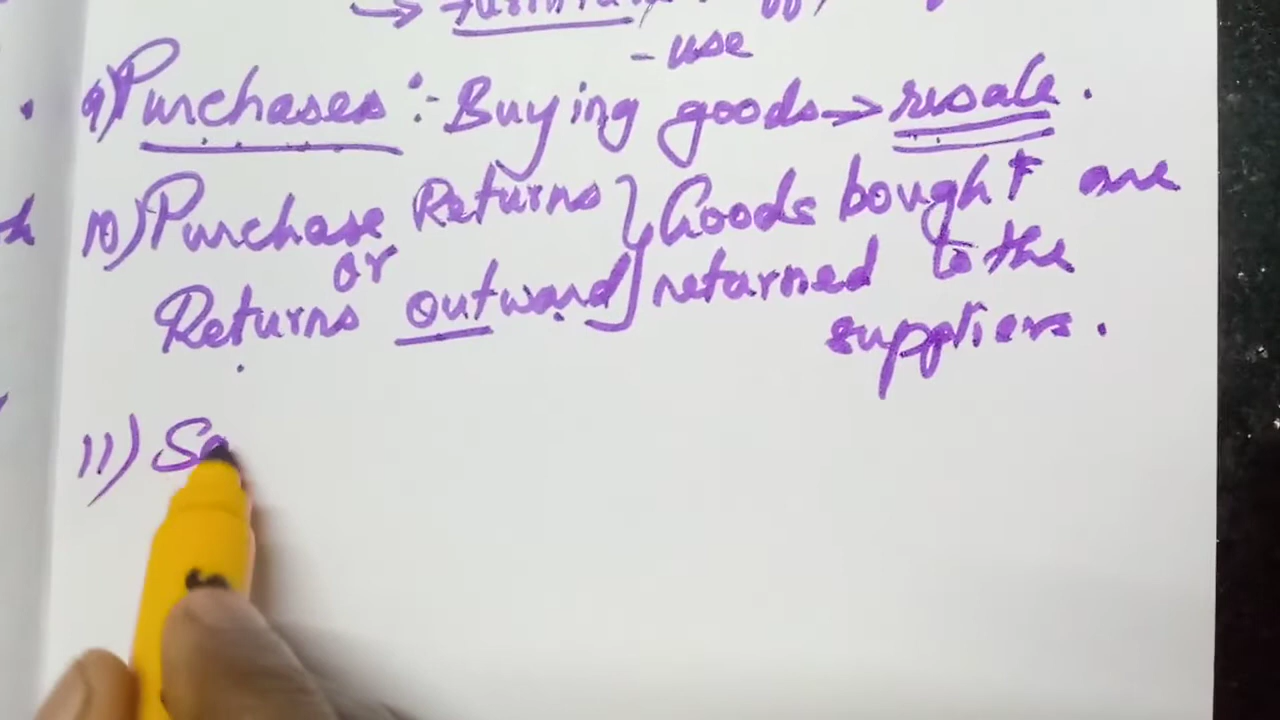 - use
9) Purchases :- Buying goods → resale.
10) Purchase Returns } Goods bought are
or
Returns outward } returned to the
suppliers.
11) Sa